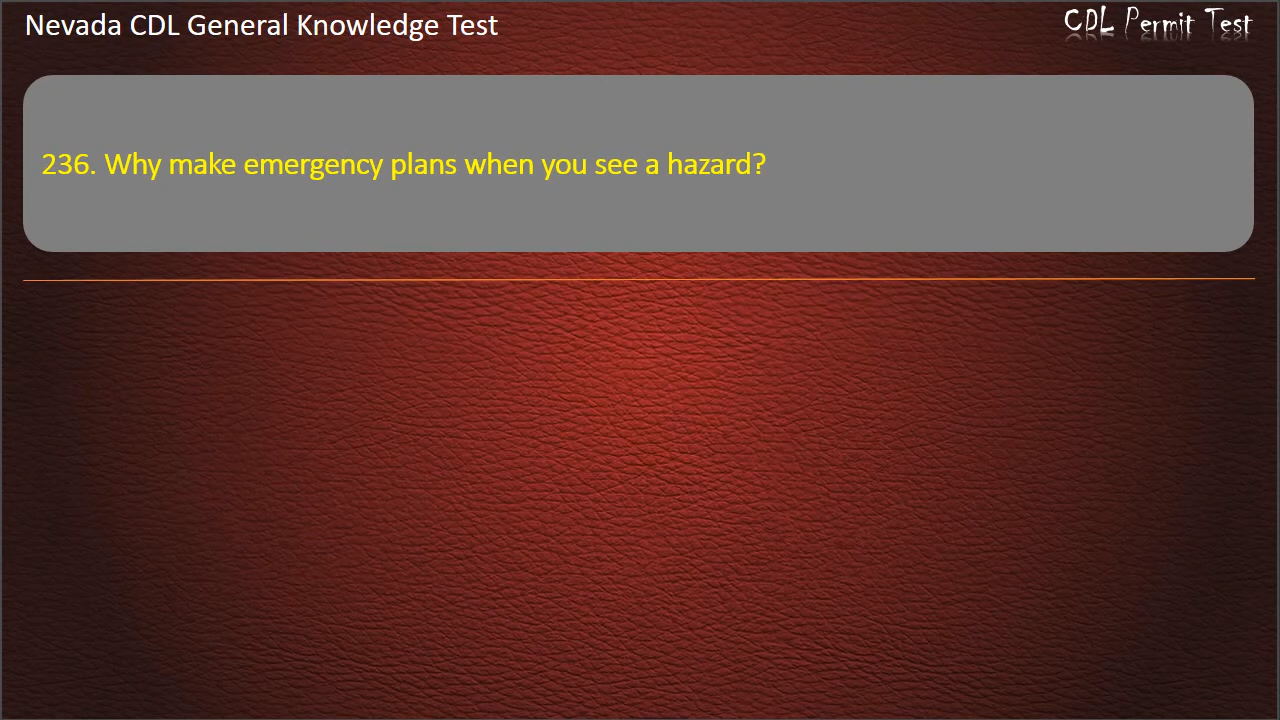 Nevada CDL General Knowledge Test
CDL Permit Test
236. Why make emergency plans when you see a hazard?